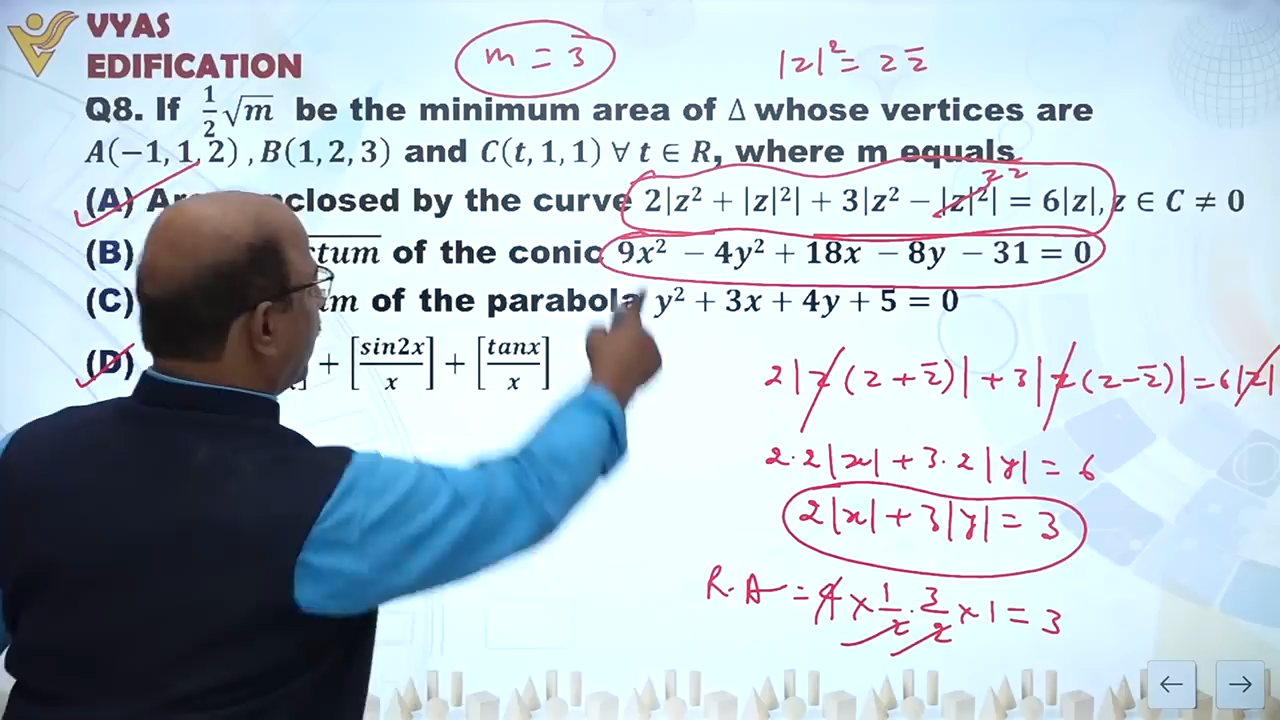 VYAS
EDIFICATION
m = 3
|z|² = z z̅
Q8. If 1/2 √m be the minimum area of Δ whose vertices are
A(−1, 1, 2) , B(1, 2, 3) and C(t, 1, 1) ∀ t ∈ R, where m equals
(A) closed by the curve 2|z² + |z|²| + 3|z² − |z|²| = 6|z|, z ∈ C ≠ 0
(B) tum of the conic 9x² − 4y² + 18x − 8y − 31 = 0
(C) m of the parabola y² + 3x + 4y + 5 = 0
(D) + [sin2x/x] + [tanx/x]
2|z(z + z̅)| + 3|z(z − z̅)| = 6|z|
2·2|x| + 3·2|y| = 6
2|x| + 3|y| = 3
R.A = 4 × 1/2 · 3/2 × 1 = 3
← →